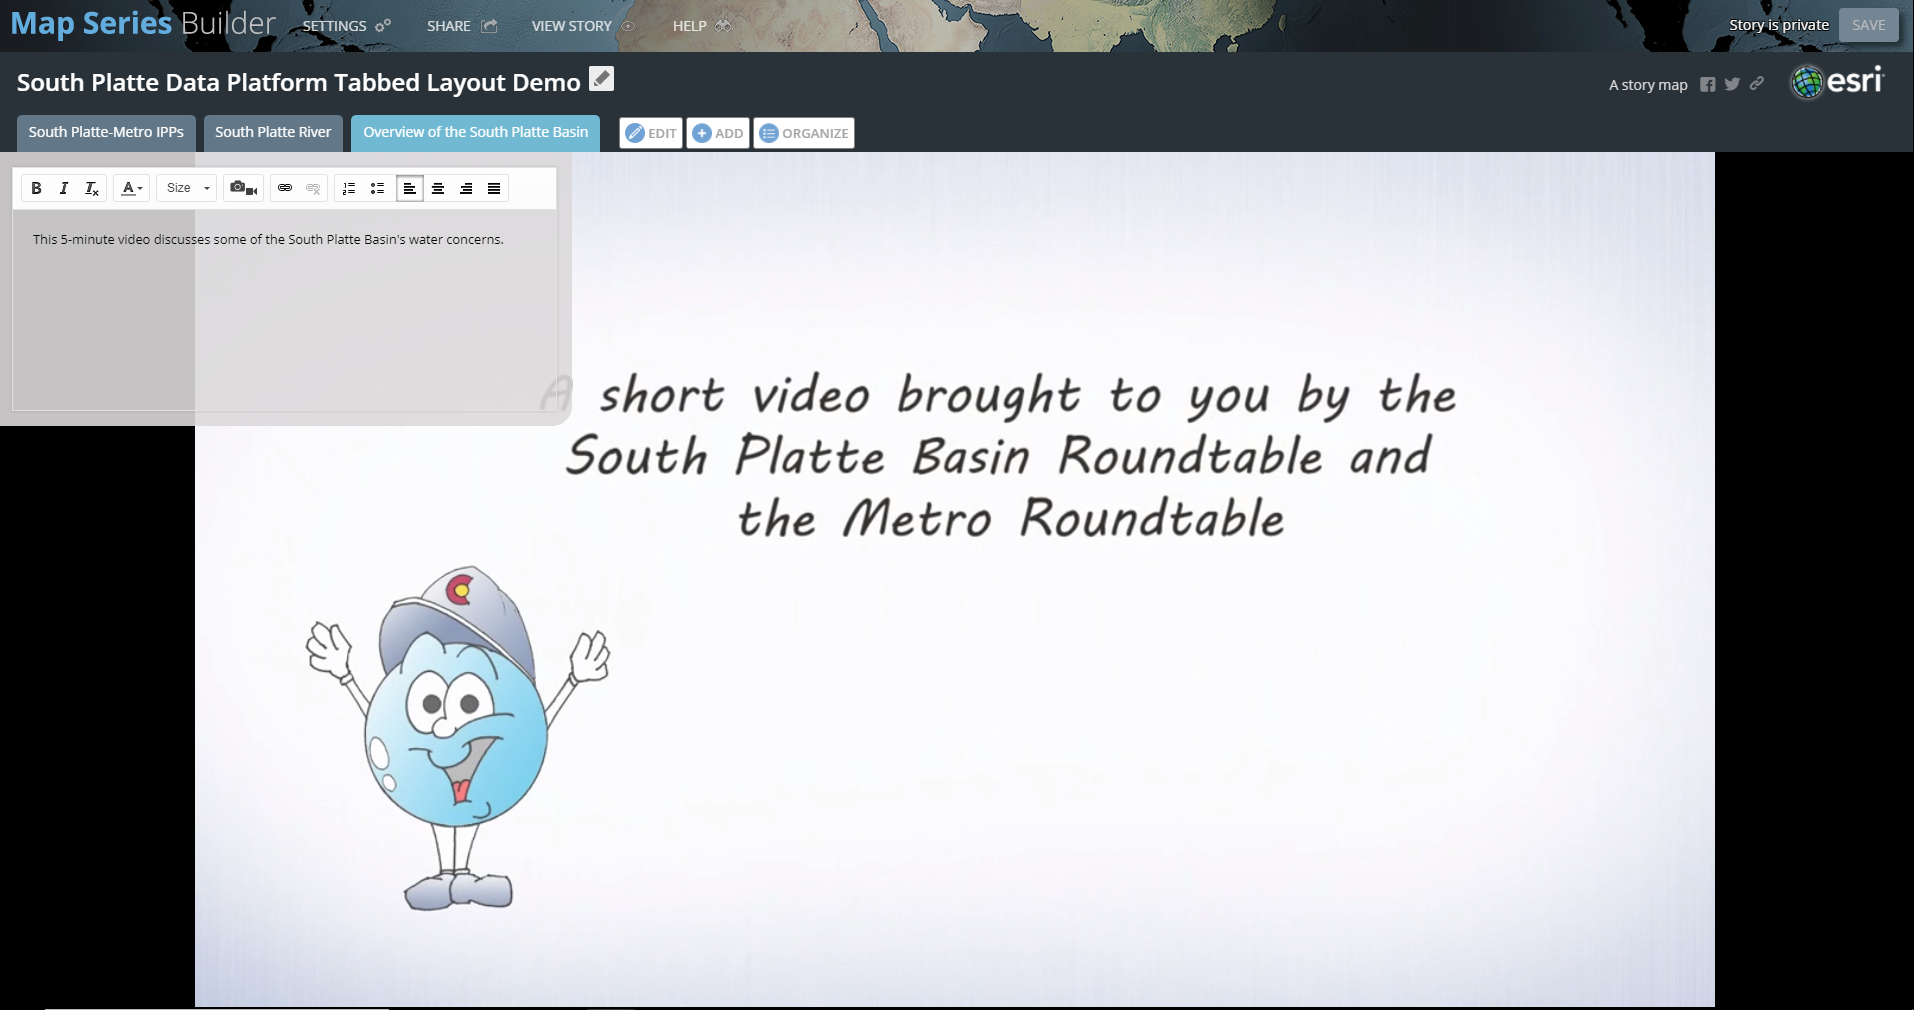 Map Series Builder
SETTINGS
SHARE
VIEW STORY
HELP
Story is private
SAVE
South Platte Data Platform Tabbed Layout Demo
A story map
esri
South Platte-Metro IPPs
South Platte River
Overview of the South Platte Basin
EDIT
ADD
ORGANIZE
B I Tx A Size
This 5-minute video discusses some of the South Platte Basin's water concerns.
A short video brought to you by the
South Platte Basin Roundtable and
the Metro Roundtable